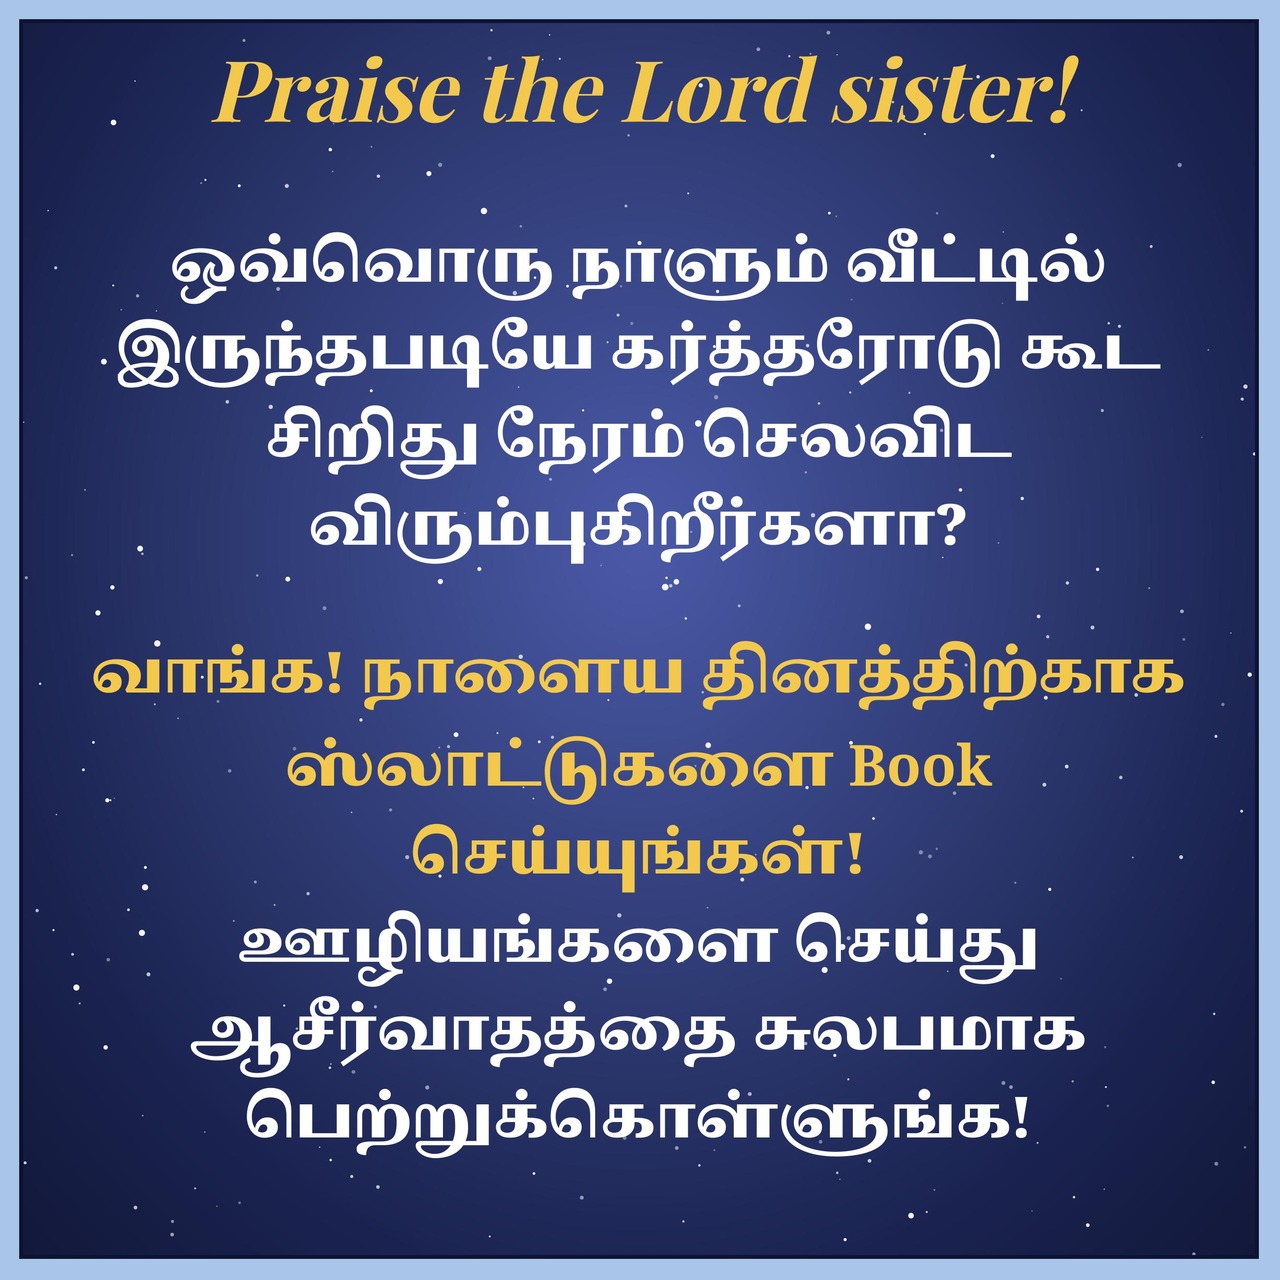 Praise the Lord sister!
ஒவ்வொரு நாளும் வீட்டில்
இருந்தபடியே கர்த்தரோடு கூட
சிறிது நேரம் செலவிட
விரும்புகிறீர்களா?
வாங்க! நாளைய தினத்திற்காக
ஸ்லாட்டுகளை Book
செய்யுங்கள்!
ஊழியங்களை செய்து
ஆசீர்வாதத்தை சுலபமாக
பெற்றுக்கொள்ளுங்க!